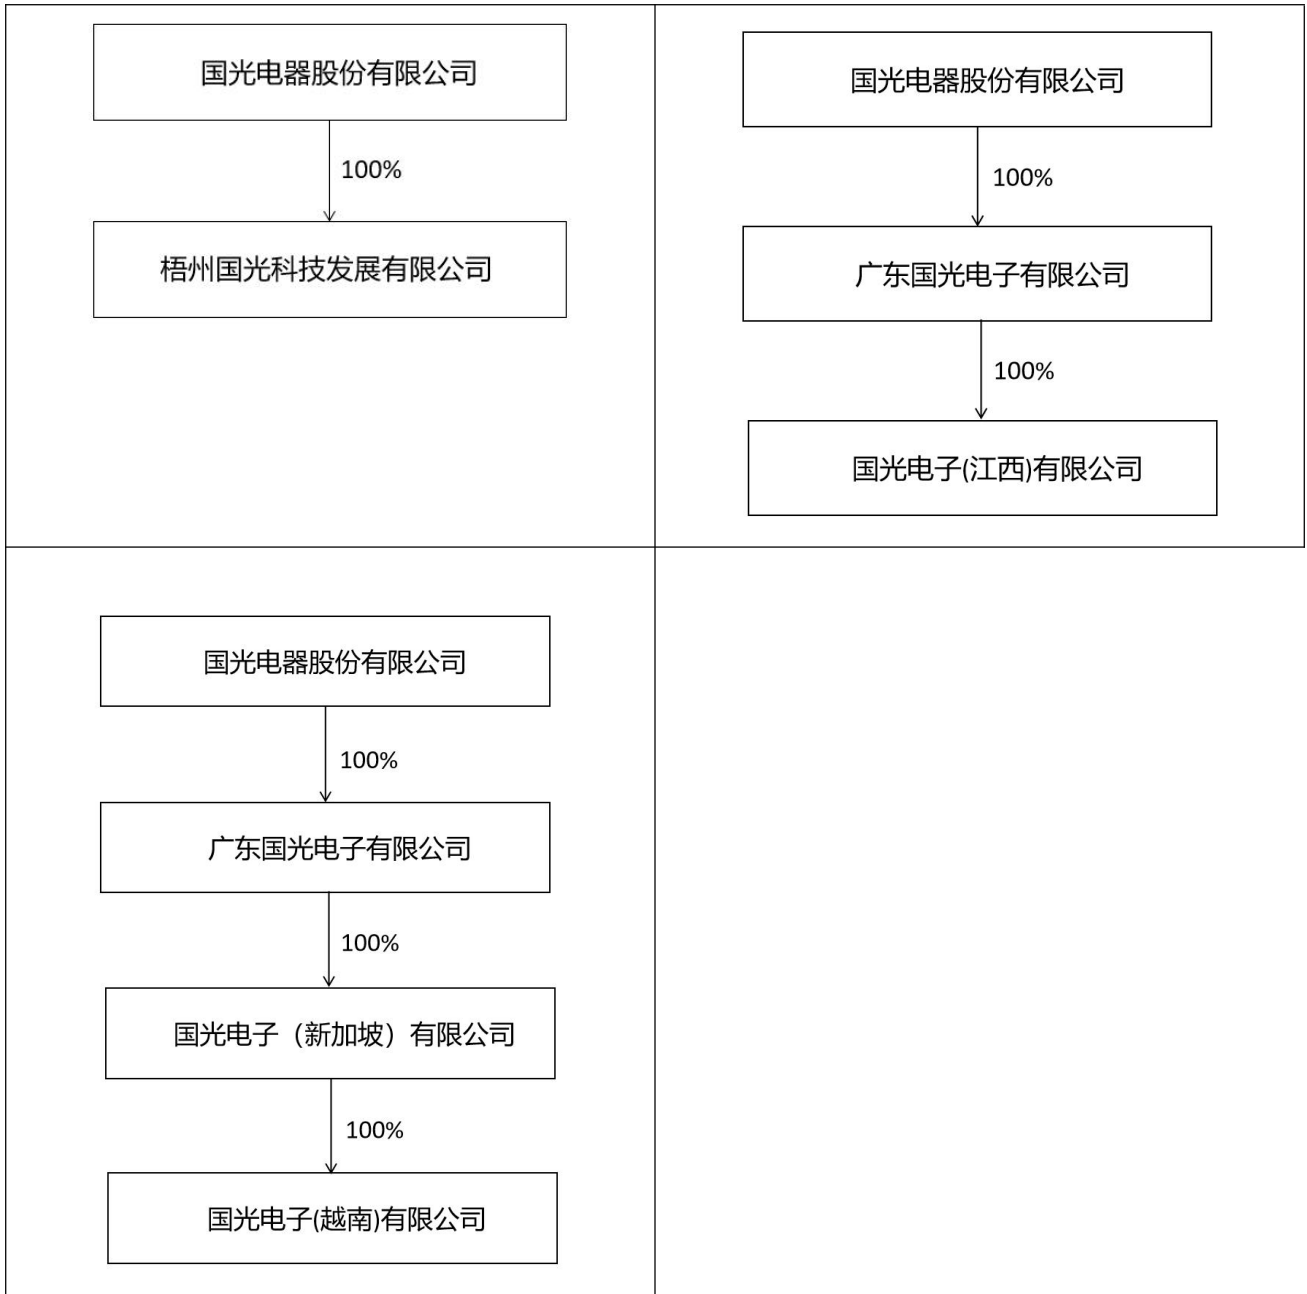 国光电器股份有限公司
100%
梧州国光科技发展有限公司
国光电器股份有限公司
100%
广东国光电子有限公司
100%
国光电子(江西)有限公司
国光电器股份有限公司
100%
广东国光电子有限公司
100%
国光电子（新加坡）有限公司
100%
国光电子(越南)有限公司